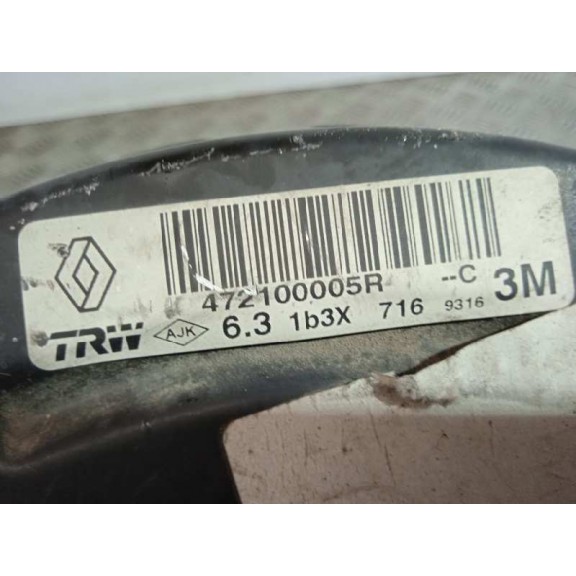 472100005R --C 3M
TRW AJK 6.3 1b3X 716 9316